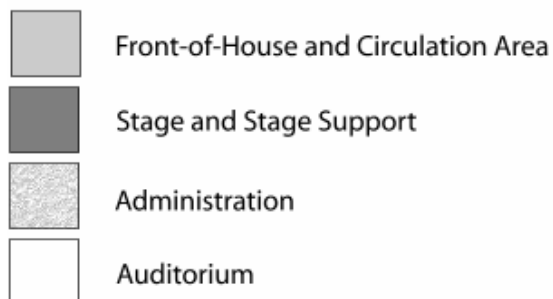 Front-of-House and Circulation Area
Stage and Stage Support
Administration
Auditorium